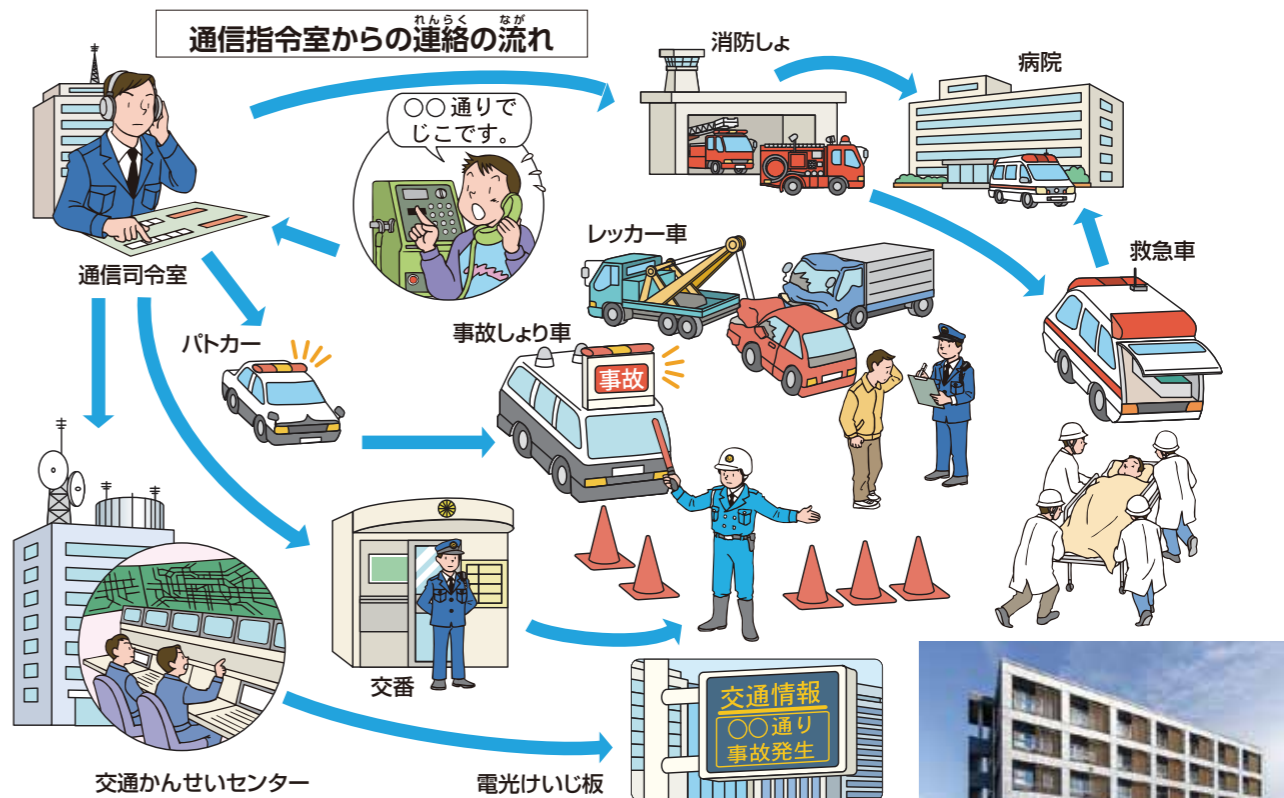 通信指令室からの連絡の流れ
れんらく
なが
消防しょ
病院
〇〇通りで
じこです。
通信司令室
レッカー車
救急車
パトカー
事故しょり車
事故
交番
交通情報
〇〇通り
事故発生
交通かんせいセンター
電光けいじ板